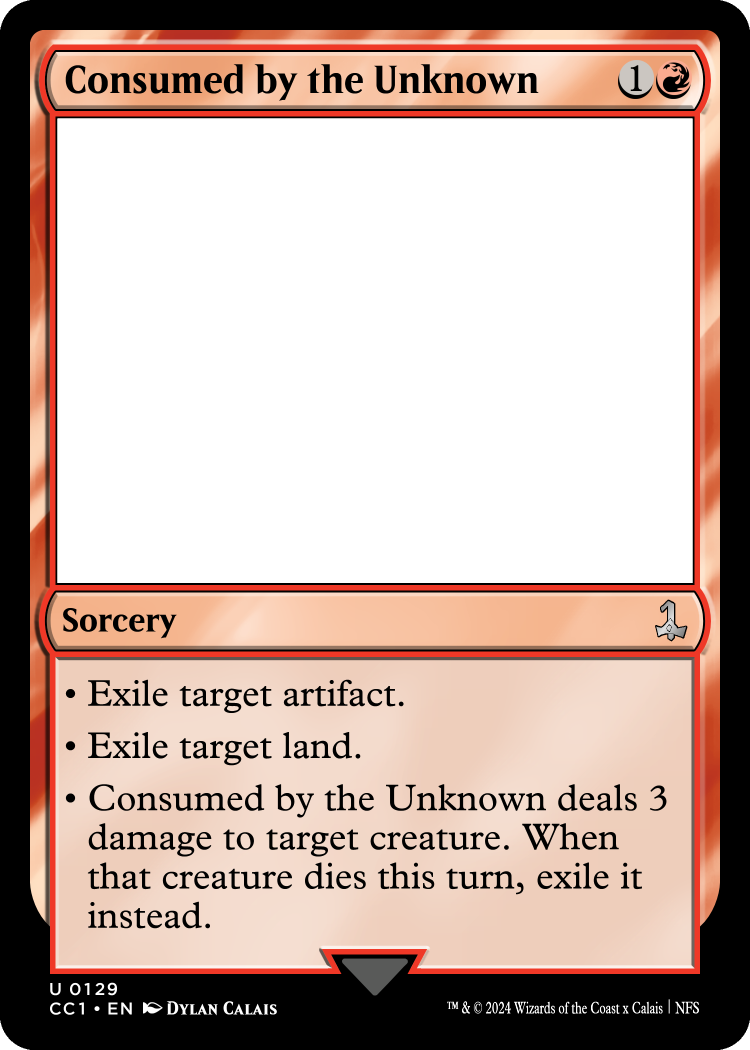 Consumed by the Unknown 1
Sorcery
• Exile target artifact.
• Exile target land.
• Consumed by the Unknown deals 3
damage to target creature. When
that creature dies this turn, exile it
instead.
U 0129
CC1 • EN DYLAN CALAIS
™ & © 2024 Wizards of the Coast x Calais | NFS